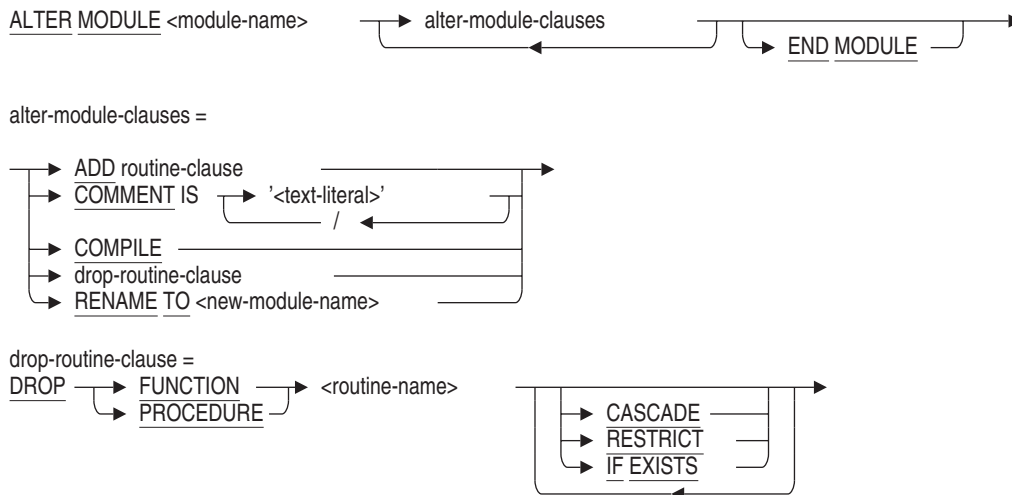 ALTER MODULE <module-name> alter-module-clauses
END MODULE
alter-module-clauses =
ADD routine-clause
COMMENT IS '<text-literal>'
/
COMPILE
drop-routine-clause
RENAME TO <new-module-name>
drop-routine-clause =
DROP FUNCTION <routine-name>
PROCEDURE CASCADE
RESTRICT
IF EXISTS